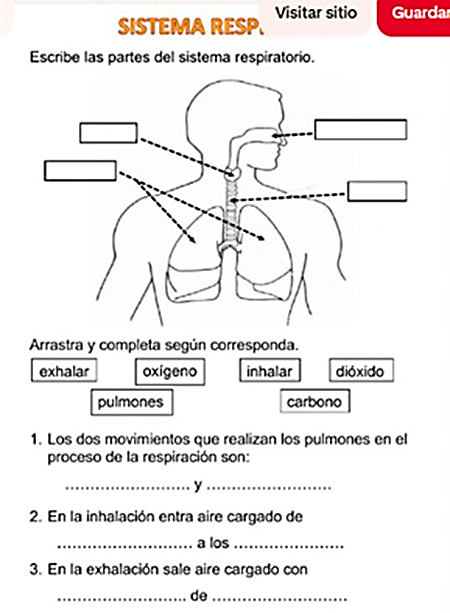 Visitar sitio
Guardar
SISTEMA RESP
Escribe las partes del sistema respiratorio.
Arrastra y completa según corresponda.
exhalar oxígeno inhalar dióxido
pulmones carbono
1. Los dos movimientos que realizan los pulmones en el
proceso de la respiración son:
............................ y ............................
2. En la inhalación entra aire cargado de
............................ a los ............................
3. En la exhalación sale aire cargado con
............................ de ............................